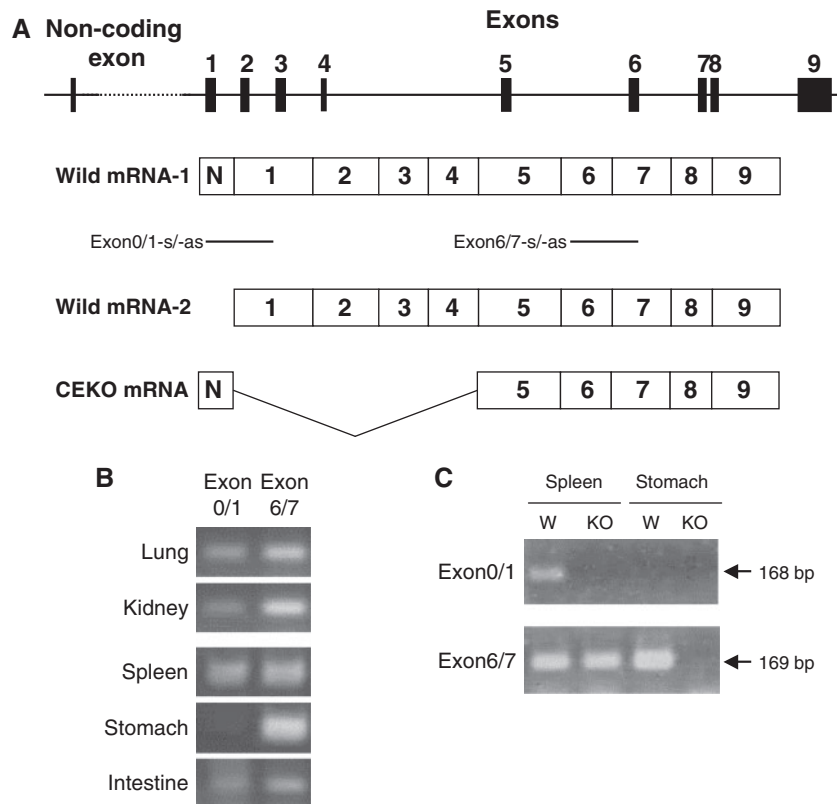 A Non-coding exon
Exons
1 2 3 4 5 6 7 8 9
Wild mRNA-1 N 1 2 3 4 5 6 7 8 9
Exon0/1-s/-as Exon6/7-s/-as
Wild mRNA-2 1 2 3 4 5 6 7 8 9
CEKO mRNA N 5 6 7 8 9
B
Exon 0/1 Exon 6/7
Lung
Kidney
Spleen
Stomach
Intestine
C
Spleen Stomach
W KO W KO
Exon0/1 168 bp
Exon6/7 169 bp